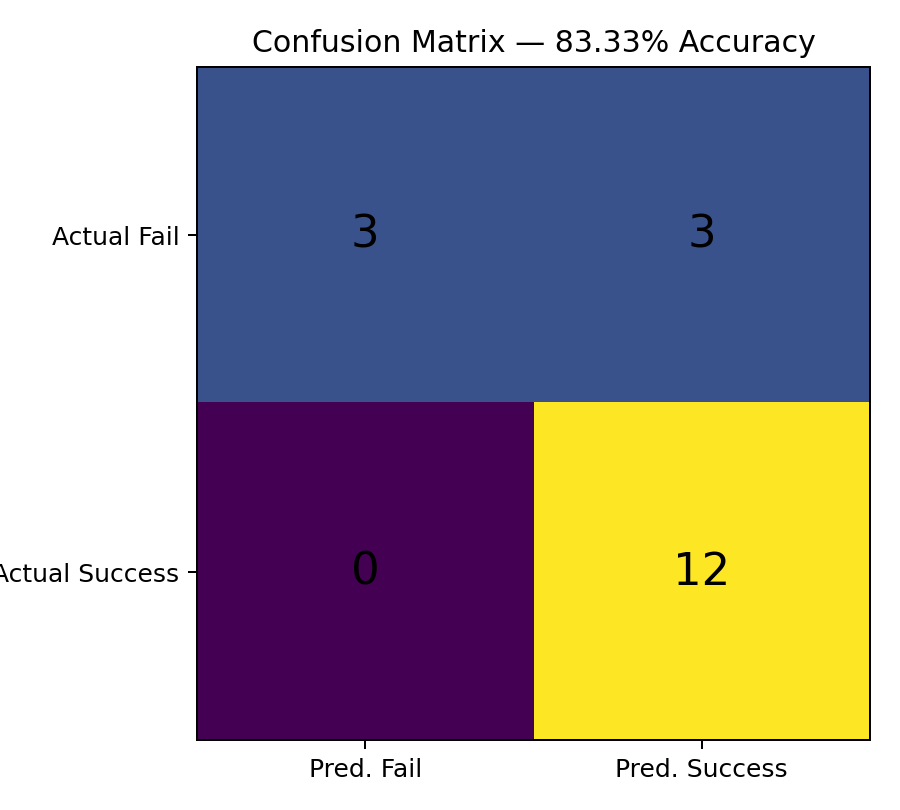 Confusion Matrix — 83.33% Accuracy
Actual Fail
3 3
Actual Success
0 12
Pred. Fail Pred. Success